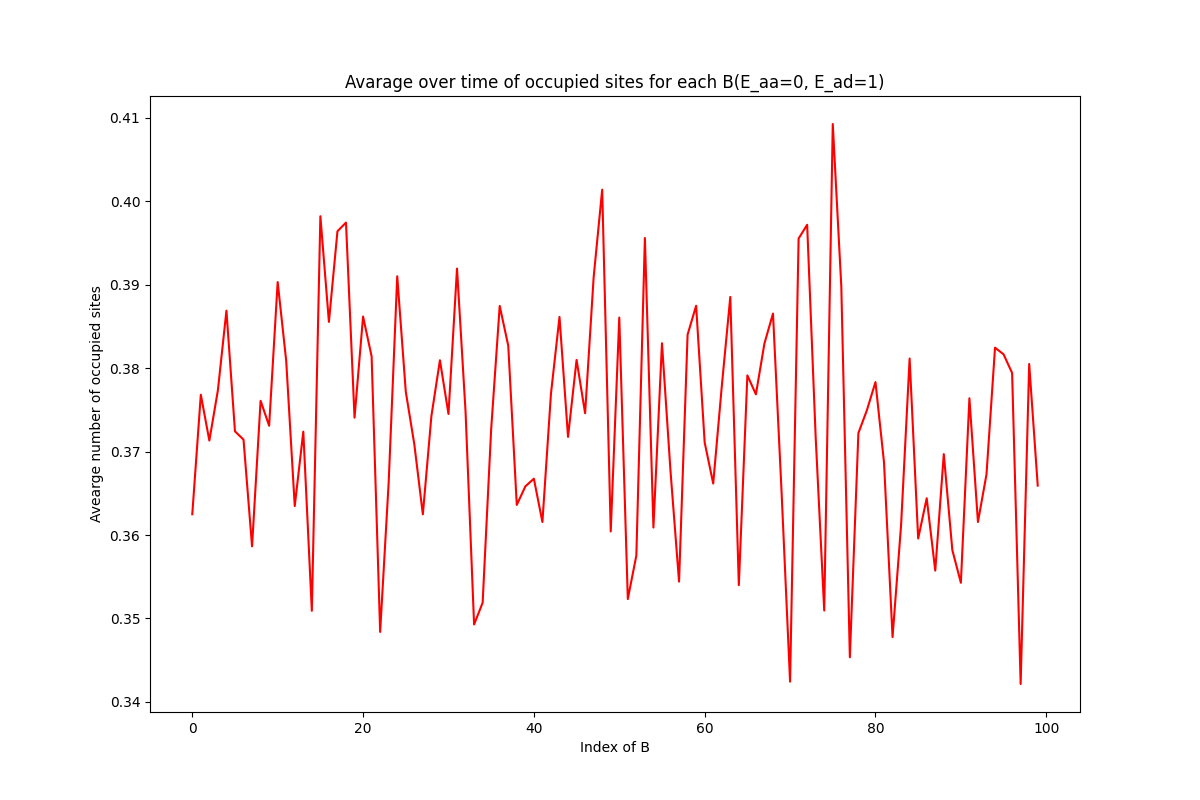 Avarage over time of occupied sites for each B(E_aa=0, E_ad=1)
0.41
0.40
0.39
0.38
0.37
0.36
0.35
0.34
Avearge number of occupied sites
0 20 40 60 80 100
Index of B